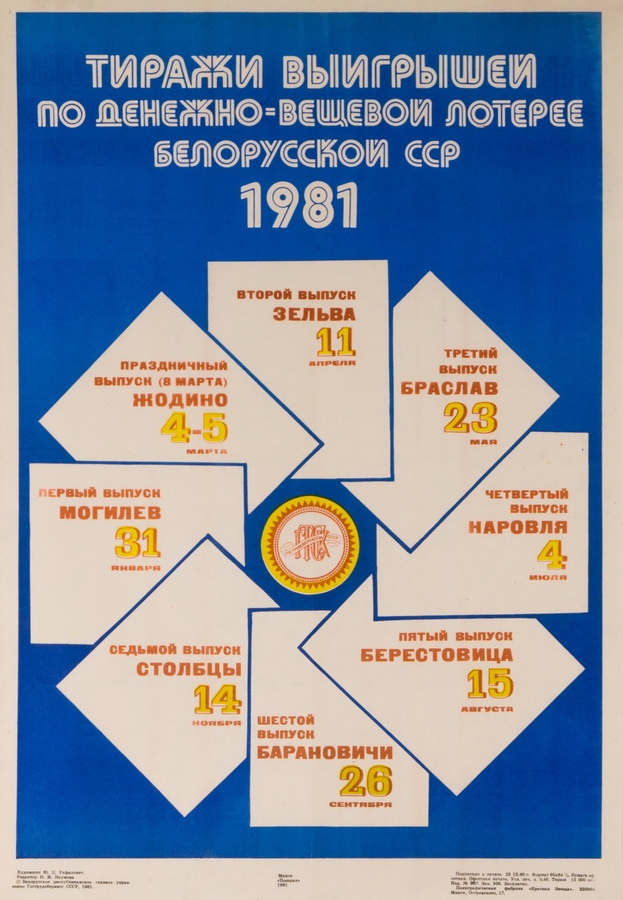 ТИРАЖИ ВЫИГРЫШЕЙ
ПО ДЕНЕЖНО-ВЕЩЕВОЙ ЛОТЕРЕЕ
БЕЛОРУССКОЙ ССР
1981
ПЕРВЫЙ ВЫПУСК
МОГИЛЕВ
31
ЯНВАРЯ
ПРАЗДНИЧНЫЙ
ВЫПУСК (8 МАРТА)
ЖОДИНО
4-5
МАРТА
ВТОРОЙ ВЫПУСК
ЗЕЛЬВА
11
АПРЕЛЯ
ТРЕТИЙ
ВЫПУСК
БРАСЛАВ
23
МАЯ
ЧЕТВЕРТЫЙ
ВЫПУСК
НАРОВЛЯ
4
ИЮЛЯ
ПЯТЫЙ ВЫПУСК
БЕРЕСТОВИЦА
15
АВГУСТА
ШЕСТОЙ
ВЫПУСК
БАРАНОВИЧИ
26
СЕНТЯБРЯ
СЕДЬМОЙ ВЫПУСК
СТОЛБЦЫ
14
НОЯБРЯ
Минск
1981